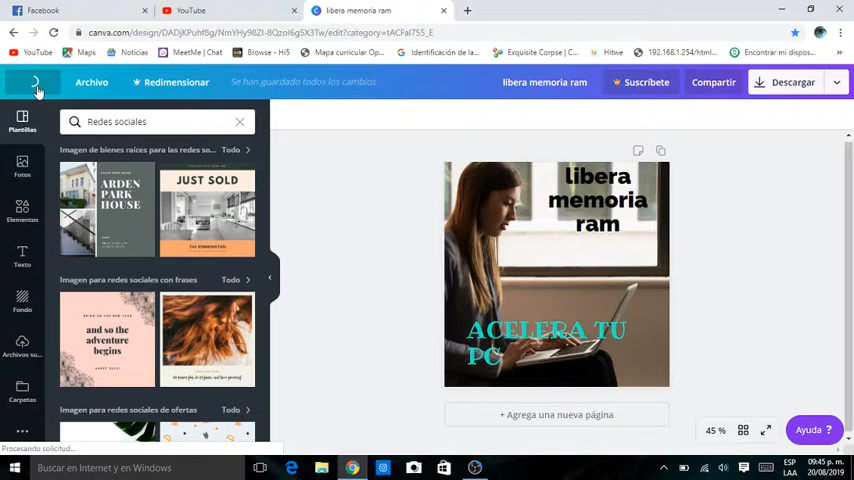 Facebook
YouTube
libera memoria ram
canva.com/design/DADjKPuhf8g/NmYHy98ZI-8QzoI6g5X3Tw/edit?category=tACFal755_E
YouTube
Maps
Noticias
MeetMe | Chat
Browse - Hi5
Mapa curricular Op...
Identificación de la...
Exquisite Corpse | C...
Hitwe
192.168.1.254/html...
Encontrar mi dispos...
Archivo
Redimensionar
Se han guardado todos los cambios
libera memoria ram
Suscríbete
Compartir
Descargar
Plantillas
Fotos
Elementos
Texto
Fondo
Archivos su...
Carpetas
Redes sociales
Imagen de bienes raíces para las redes so...
Todo
ARDEN
PARK
HOUSE
JUST SOLD
THE KENSINGTON
Imagen para redes sociales con frases
Todo
and so the
adventure
begins
Imagen para redes sociales de ofertas
Todo
libera
memoria
ram
ACELERA TU
PC
+ Agrega una nueva página
45 %
Ayuda ?
Procesando solicitud...
Buscar en Internet y en Windows
ESP
LAA
09:45 p. m.
20/08/2019